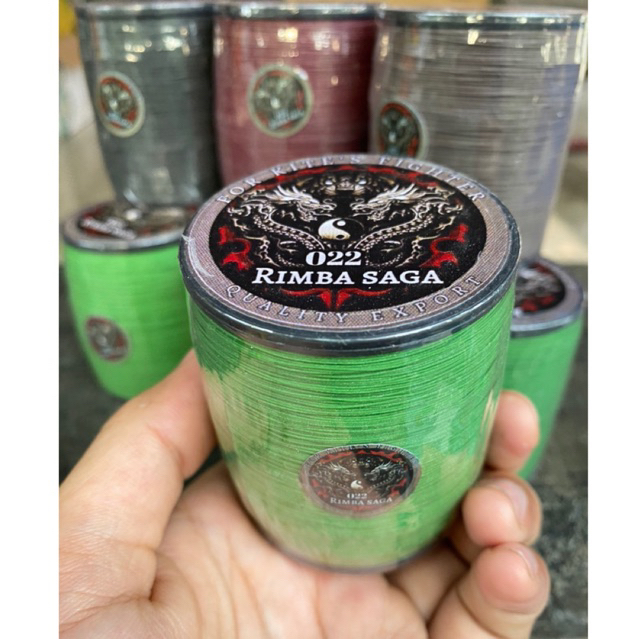 FOR KITE'S FIGHTER
022
RIMBA SAGA
QUALITY EXPORT
022
RIMBA SAGA